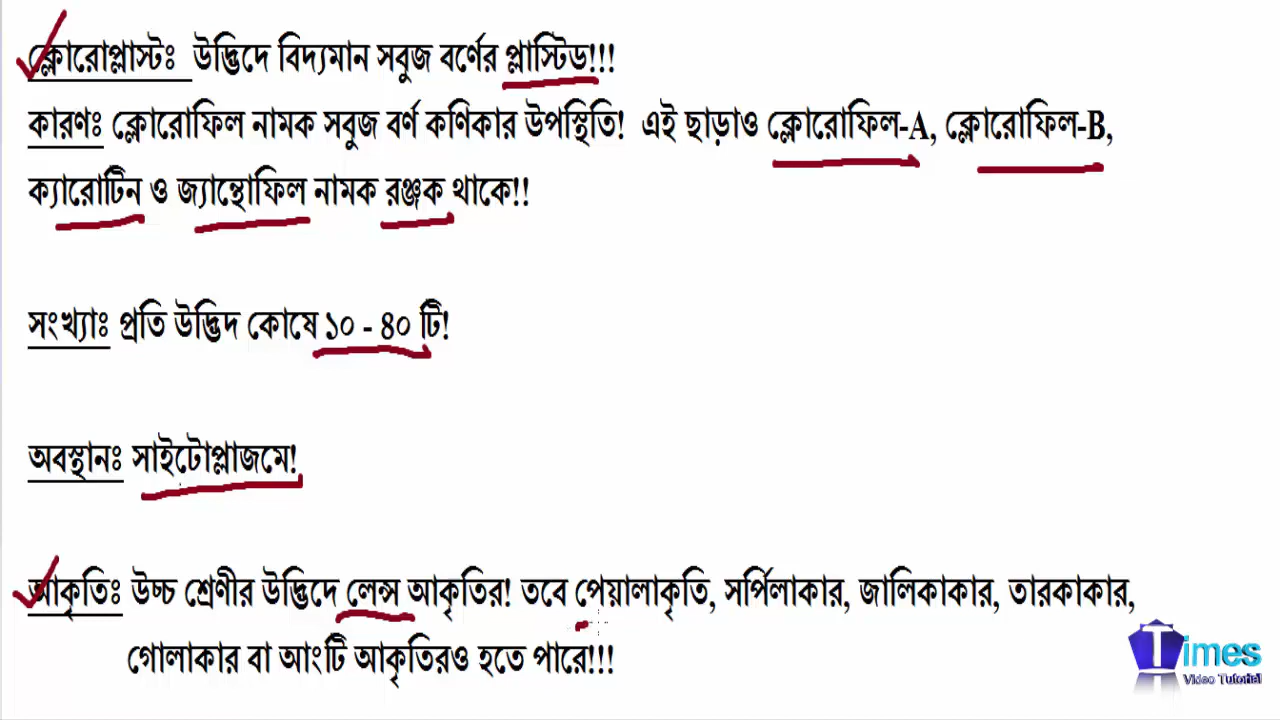 ক্লোরোপ্লাস্টঃ উদ্ভিদে বিদ্যমান সবুজ বর্ণের প্লাস্টিড!!!
কারণঃ ক্লোরোফিল নামক সবুজ বর্ণ কণিকার উপস্থিতি! এই ছাড়াও ক্লোরোফিল-A, ক্লোরোফিল-B,
ক্যারোটিন ও জ্যান্থোফিল নামক রঞ্জক থাকে!!
সংখ্যাঃ প্রতি উদ্ভিদ কোষে ১০ - ৪০ টি!
অবস্থানঃ সাইটোপ্লাজমে!
আকৃতিঃ উচ্চ শ্রেণীর উদ্ভিদে লেন্স আকৃতির! তবে পেয়ালাকৃতি, সর্পিলাকার, জালিকাকার, তারকাকার,
গোলাকার বা আংটি আকৃতিরও হতে পারে!!!
Times
Video Tutorial